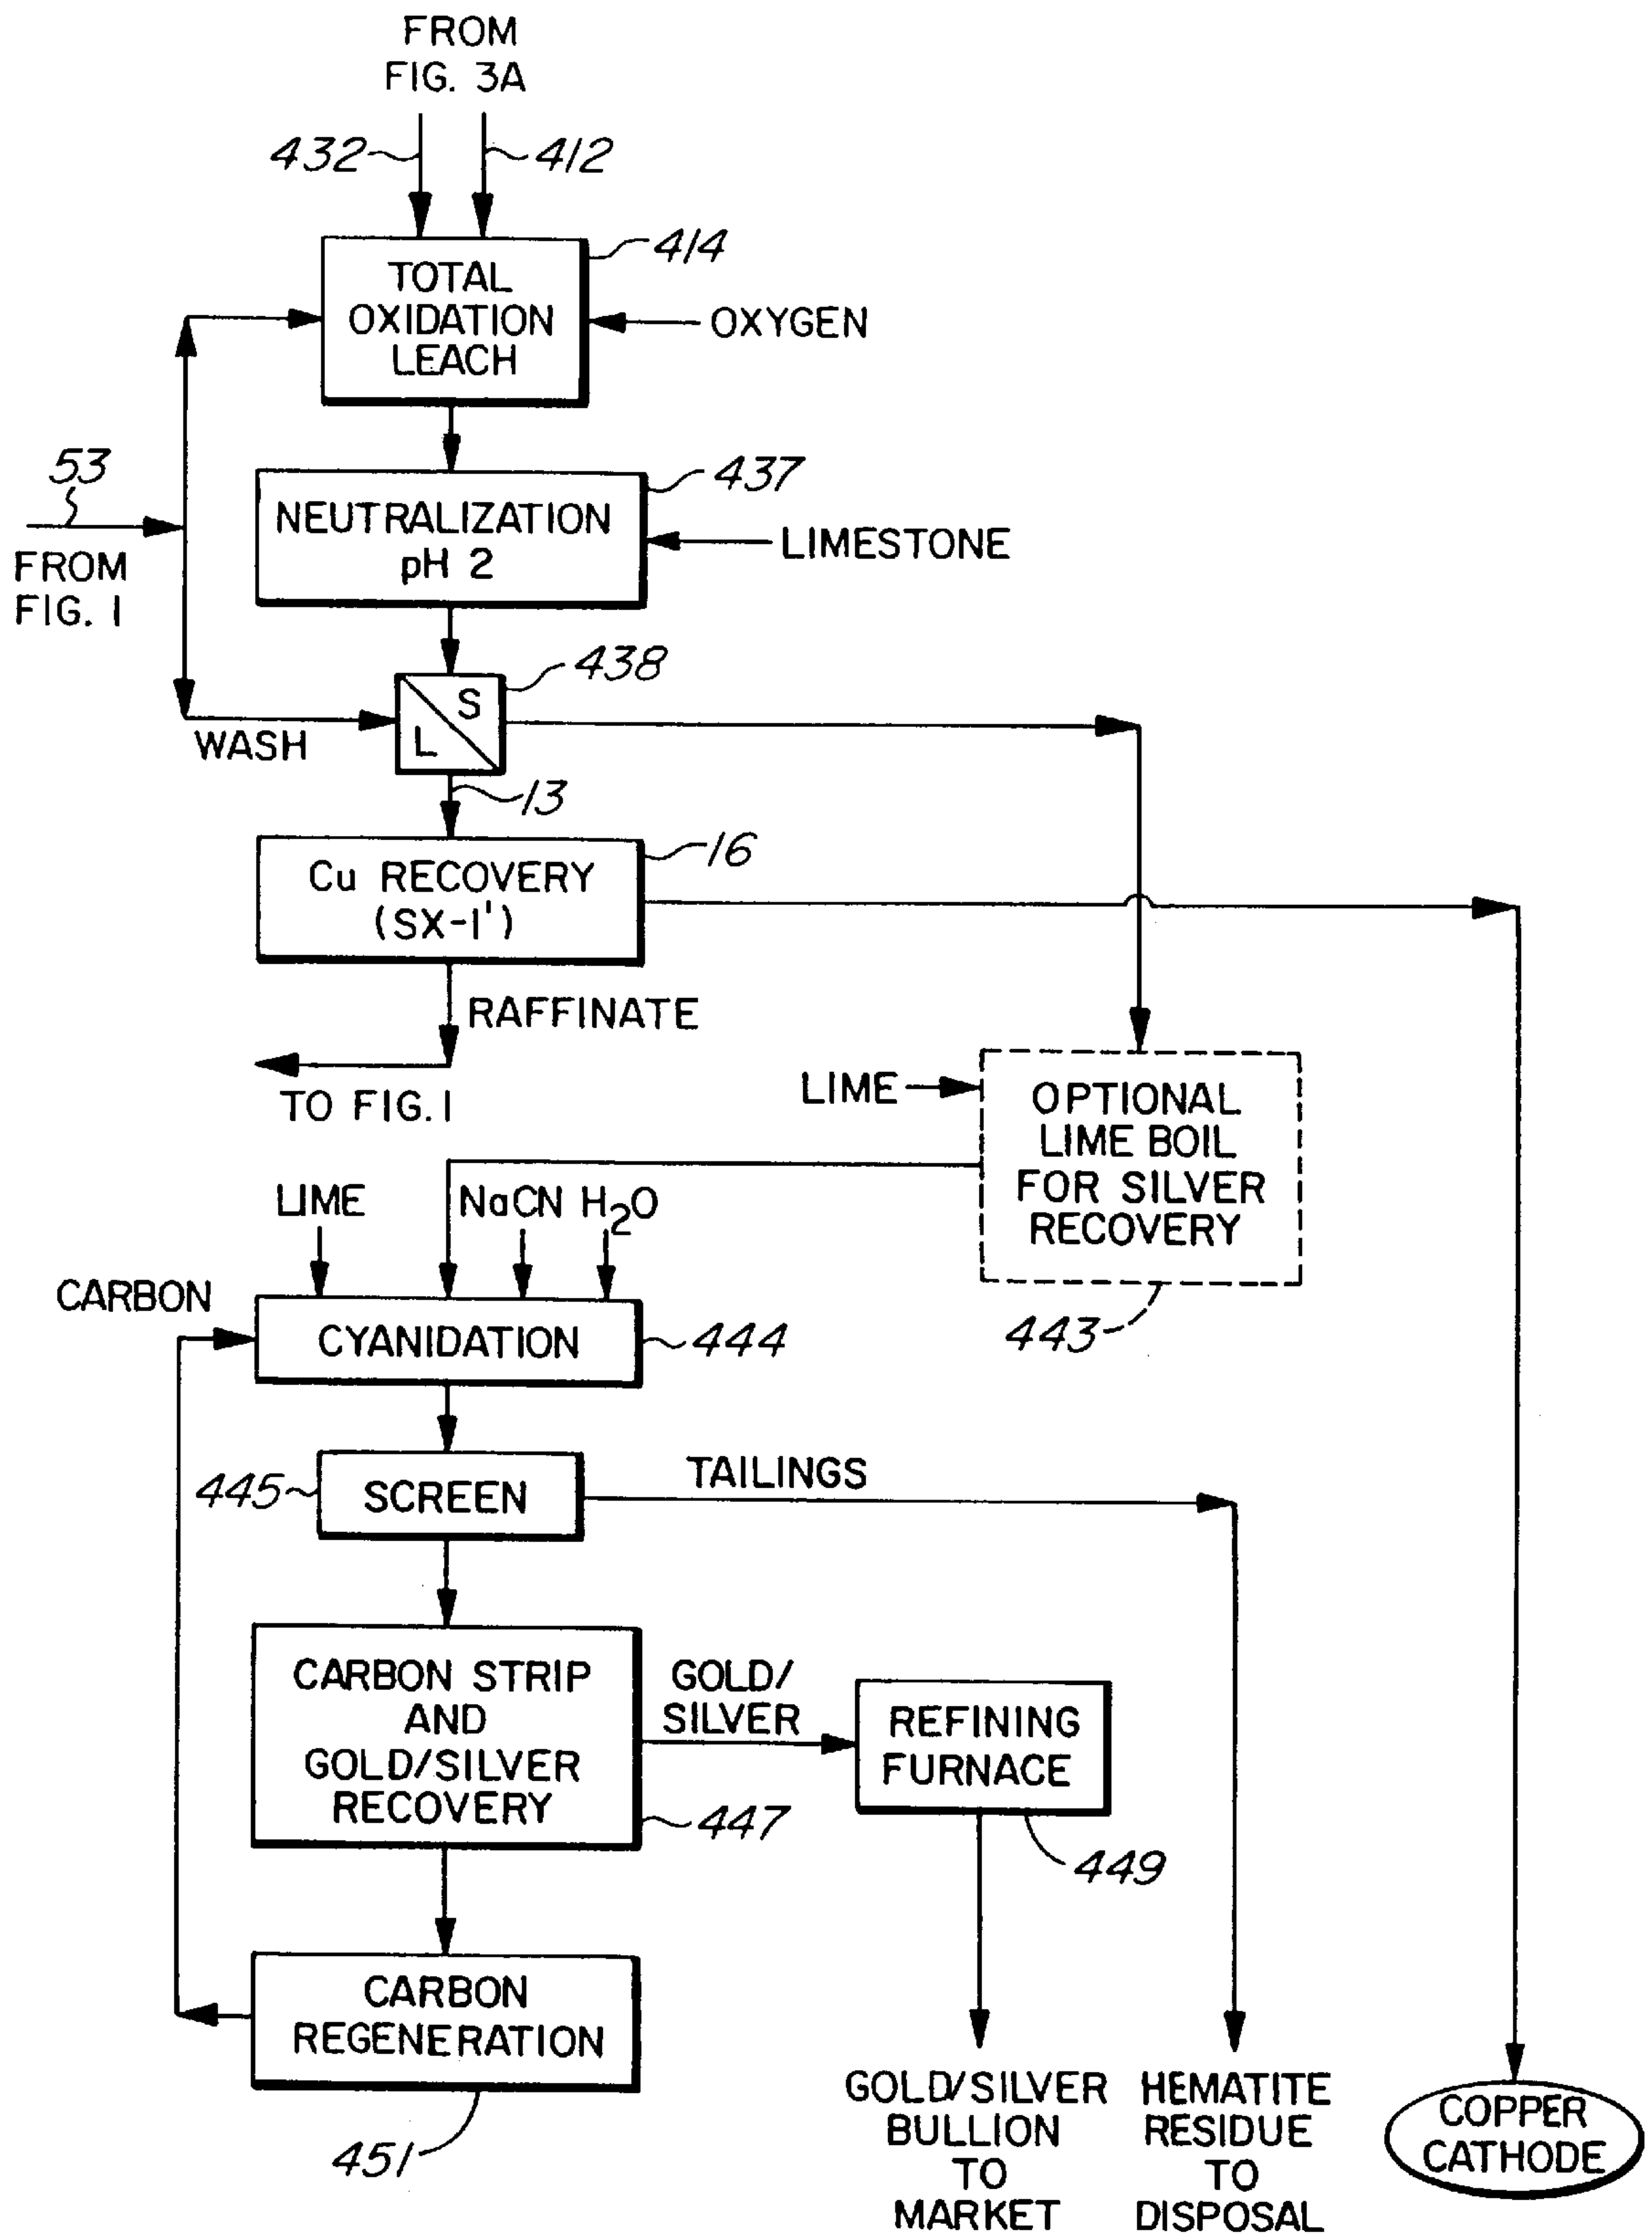 FROM
FIG. 3A
432
412
414
TOTAL
OXIDATION
LEACH
OXYGEN
53
FROM
FIG. 1
437
NEUTRALIZATION
pH 2
LIMESTONE
438
S
L
WASH
13
16
Cu RECOVERY
(SX-1')
RAFFINATE
TO FIG. 1
LIME
OPTIONAL
LIME BOIL
FOR SILVER
RECOVERY
443
LIME
NaCN H2O
CARBON
CYANIDATION
444
445
SCREEN
TAILINGS
CARBON STRIP
AND
GOLD/SILVER
RECOVERY
447
GOLD/
SILVER
REFINING
FURNACE
449
CARBON
REGENERATION
451
GOLD/SILVER
BULLION
TO
MARKET
HEMATITE
RESIDUE
TO
DISPOSAL
COPPER
CATHODE